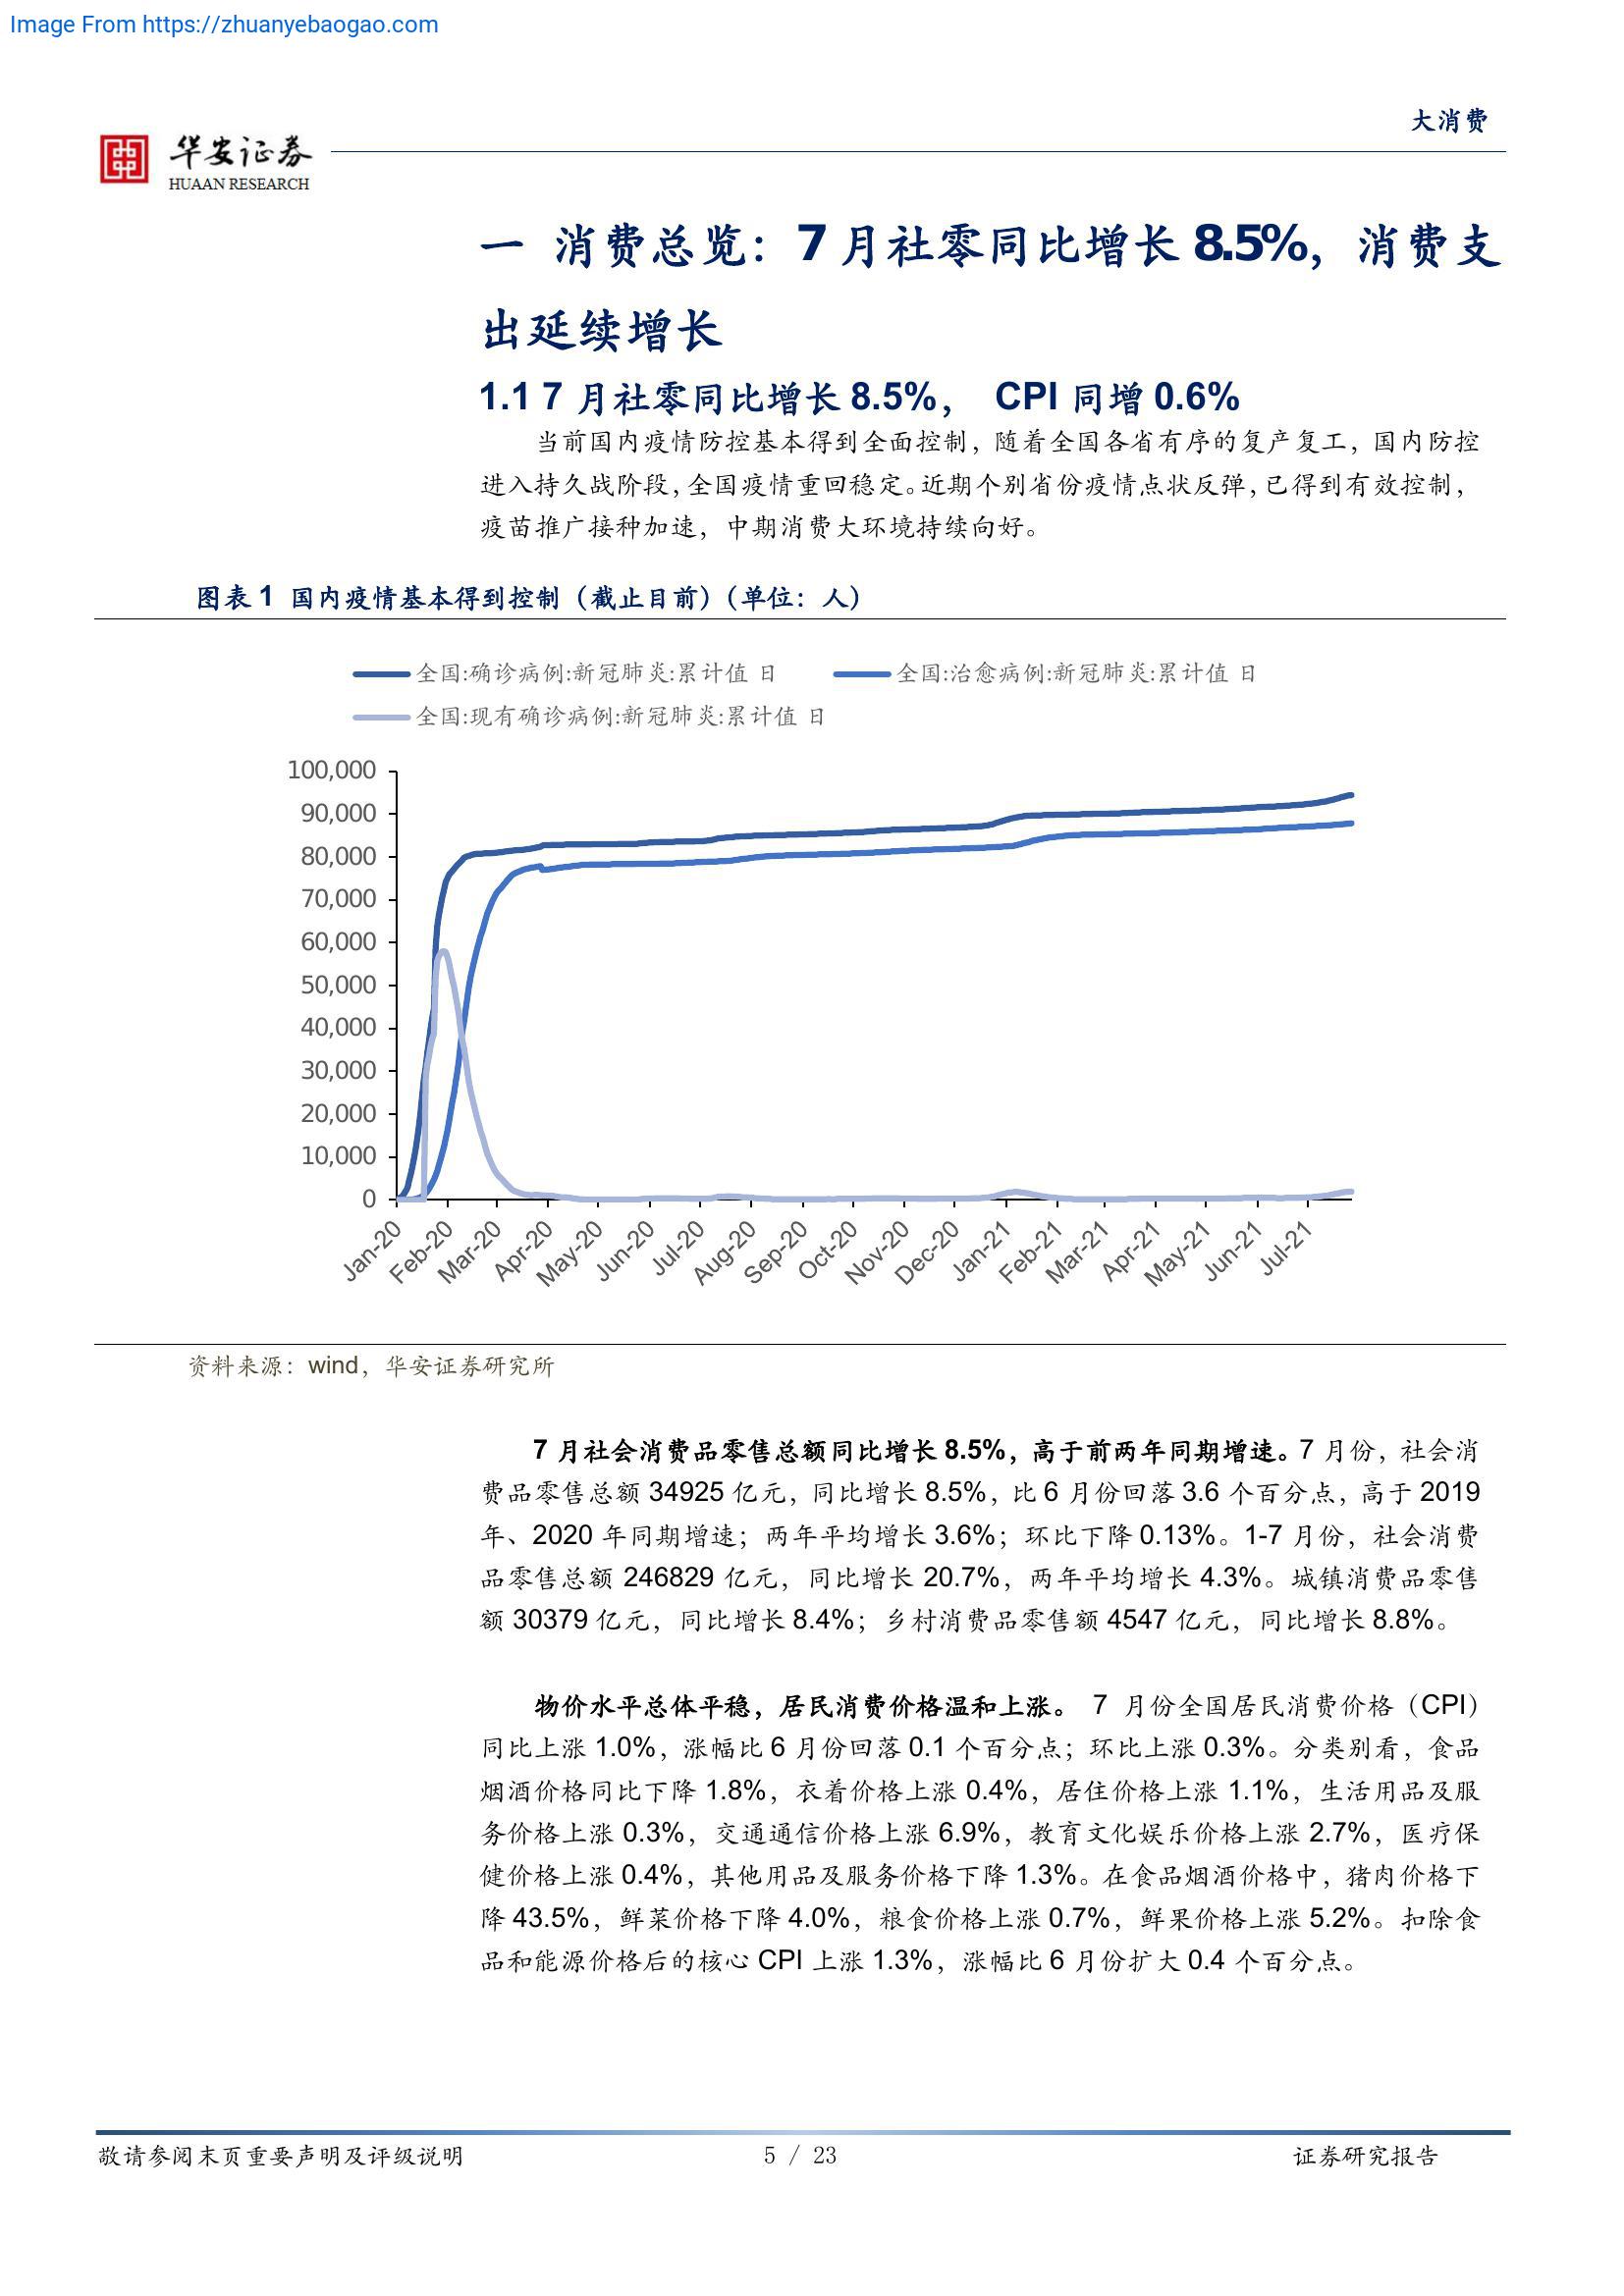 Image From https://zhuanyebaogao.com
大消费
华安证券
HUAAN RESEARCH
一 消费总览：7 月社零同比增长 8.5%，消费支
出延续增长
1.1 7 月社零同比增长 8.5%， CPI 同增 0.6%
当前国内疫情防控基本得到全面控制，随着全国各省有序的复产复工，国内防控
进入持久战阶段，全国疫情重回稳定。近期个别省份疫情点状反弹，已得到有效控制，
疫苗推广接种加速，中期消费大环境持续向好。
图表 1 国内疫情基本得到控制（截止目前）（单位：人）
全国:确诊病例:新冠肺炎:累计值 日
全国:治愈病例:新冠肺炎:累计值 日
全国:现有确诊病例:新冠肺炎:累计值 日
100,000
90,000
80,000
70,000
60,000
50,000
40,000
30,000
20,000
10,000
0
Jan-20
Feb-20
Mar-20
Apr-20
May-20
Jun-20
Jul-20
Aug-20
Sep-20
Oct-20
Nov-20
Dec-20
Jan-21
Feb-21
Mar-21
Apr-21
May-21
Jun-21
Jul-21
资料来源：wind，华安证券研究所
7 月社会消费品零售总额同比增长 8.5%，高于前两年同期增速。7 月份，社会消
费品零售总额 34925 亿元，同比增长 8.5%，比 6 月份回落 3.6 个百分点，高于 2019
年、2020 年同期增速；两年平均增长 3.6%；环比下降 0.13%。1-7 月份，社会消费
品零售总额 246829 亿元，同比增长 20.7%，两年平均增长 4.3%。城镇消费品零售
额 30379 亿元，同比增长 8.4%；乡村消费品零售额 4547 亿元，同比增长 8.8%。
物价水平总体平稳，居民消费价格温和上涨。 7 月份全国居民消费价格（CPI）
同比上涨 1.0%，涨幅比 6 月份回落 0.1 个百分点；环比上涨 0.3%。分类别看，食品
烟酒价格同比下降 1.8%，衣着价格上涨 0.4%，居住价格上涨 1.1%，生活用品及服
务价格上涨 0.3%，交通通信价格上涨 6.9%，教育文化娱乐价格上涨 2.7%，医疗保
健价格上涨 0.4%，其他用品及服务价格下降 1.3%。在食品烟酒价格中，猪肉价格下
降 43.5%，鲜菜价格下降 4.0%，粮食价格上涨 0.7%，鲜果价格上涨 5.2%。扣除食
品和能源价格后的核心 CPI 上涨 1.3%，涨幅比 6 月份扩大 0.4 个百分点。
敬请参阅末页重要声明及评级说明
5 / 23
证券研究报告